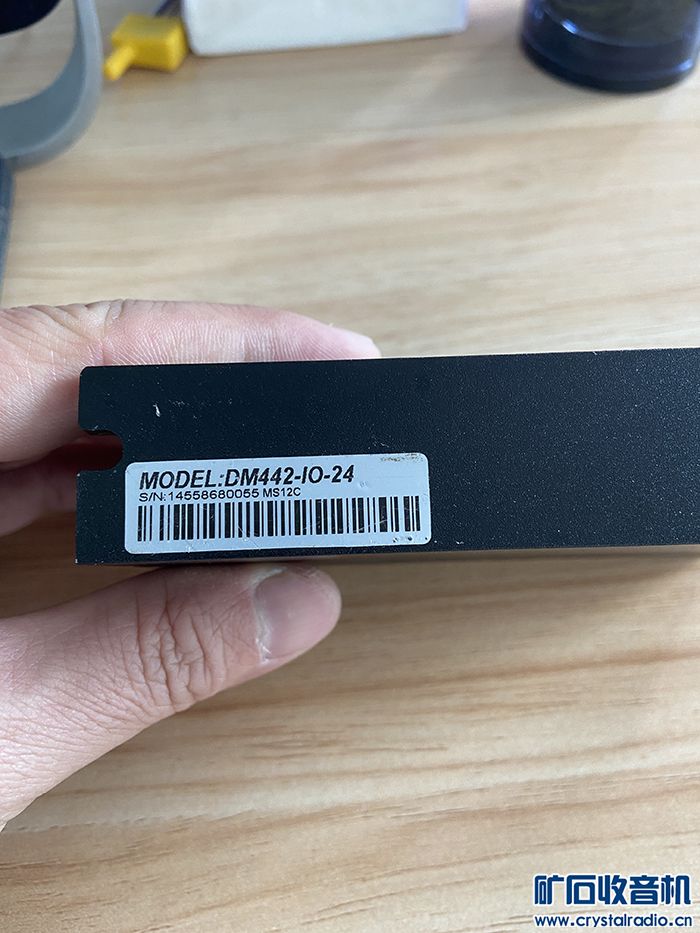 MODEL:DM442-IO-24
S/N:14558680055 MS12C
矿石收音机
www.crystalradio.cn